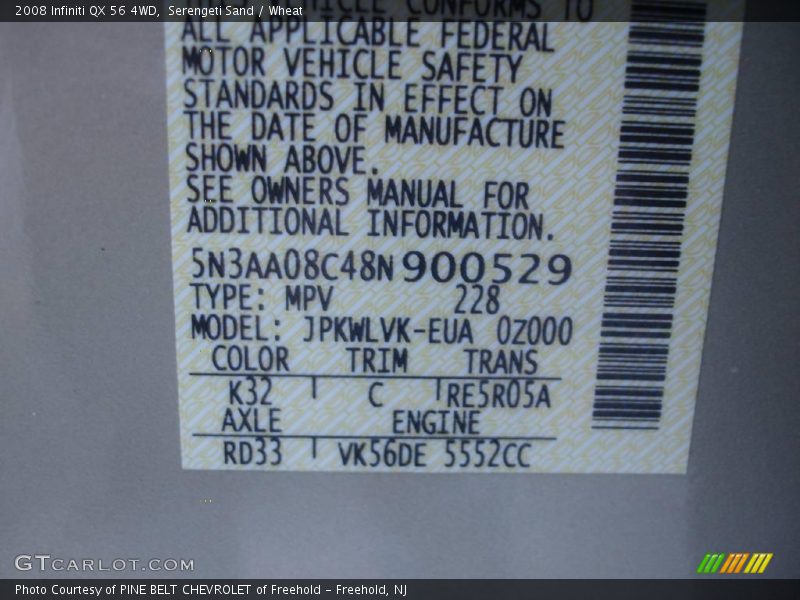 2008 Infiniti QX 56 4WD, Serengeti Sand / Wheat
VEHICLE CONFORMS TO
ALL APPLICABLE FEDERAL
MOTOR VEHICLE SAFETY
STANDARDS IN EFFECT ON
THE DATE OF MANUFACTURE
SHOWN ABOVE.
SEE OWNERS MANUAL FOR
ADDITIONAL INFORMATION.
5N3AA08C48N900529
TYPE: MPV 228
MODEL: JPKWLVK-EUA 0Z000
COLOR TRIM TRANS
K32 C RE5R05A
AXLE ENGINE
RD33 VK56DE 5552CC
GTCARLOT.COM
Photo Courtesy of PINE BELT CHEVROLET of Freehold - Freehold, NJ